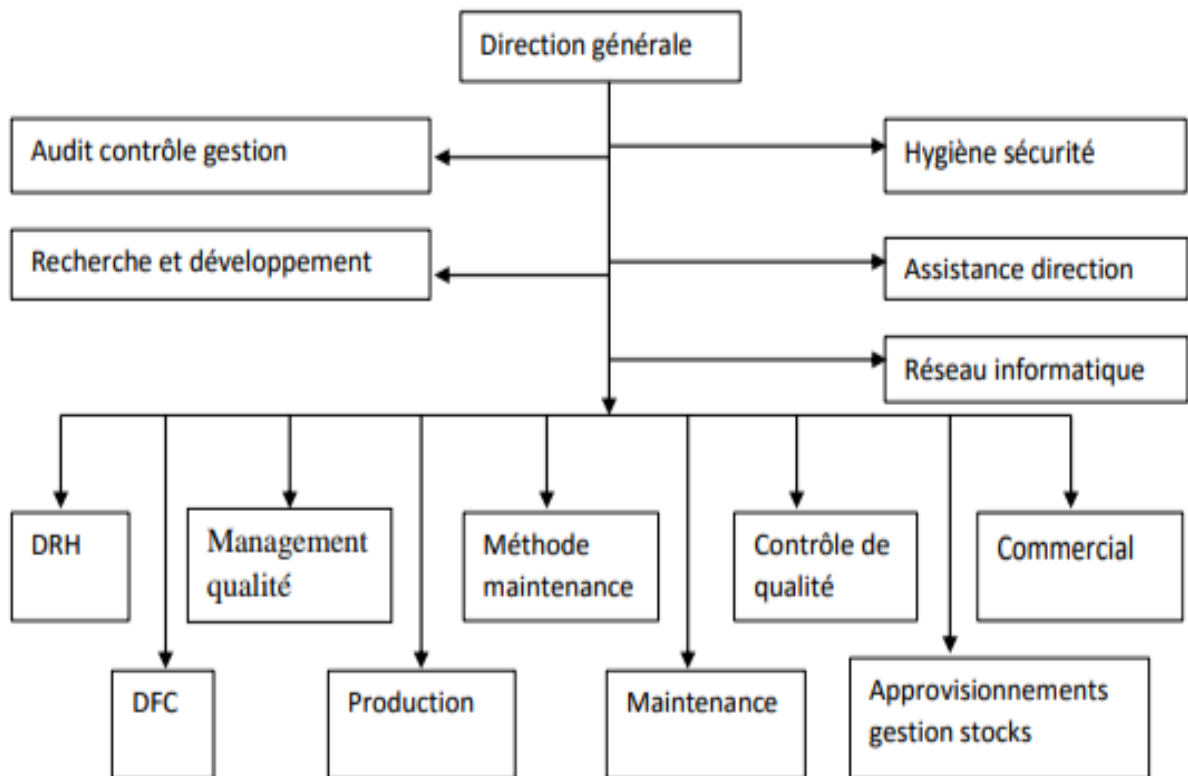 Direction générale
Audit contrôle gestion
Hygiène sécurité
Recherche et développement
Assistance direction
Réseau informatique
DRH
Management
qualité
Méthode
maintenance
Contrôle de
qualité
Commercial
DFC
Production
Maintenance
Approvisionnements
gestion stocks